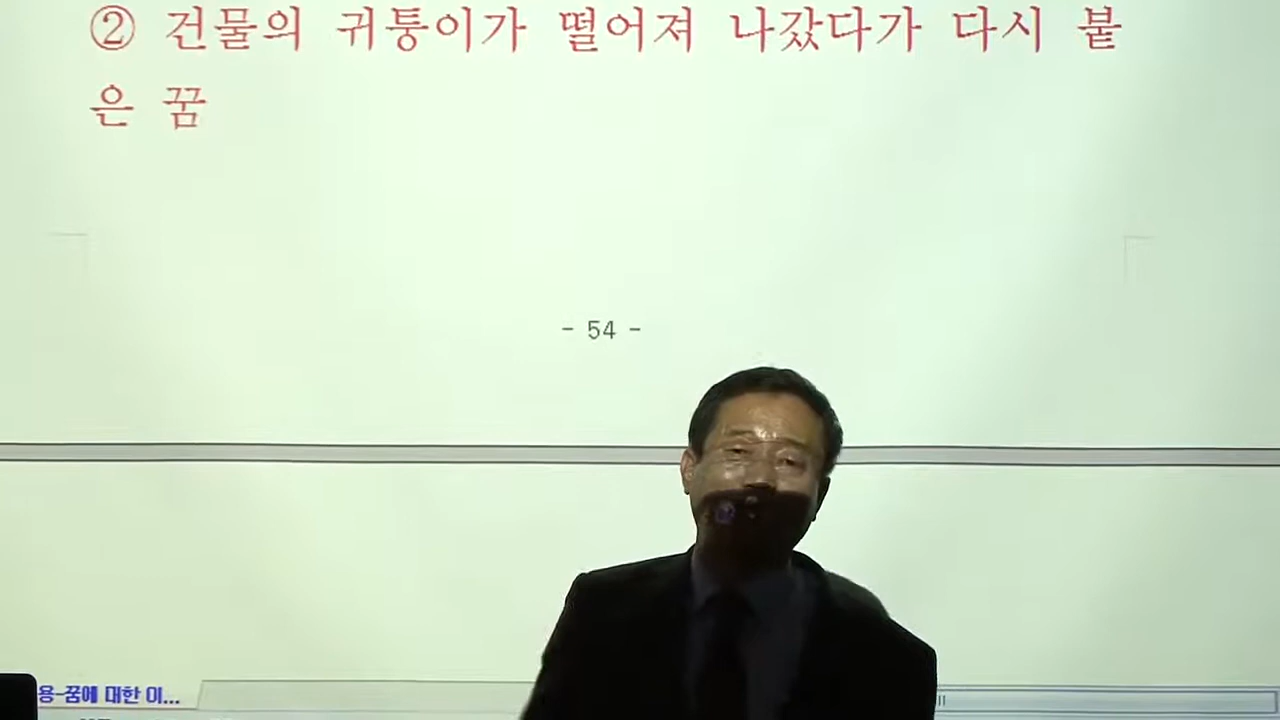 ② 건물의 귀퉁이가 떨어져 나갔다가 다시 붙
은 꿈
- 54 -
용-꿈에 대한 이...